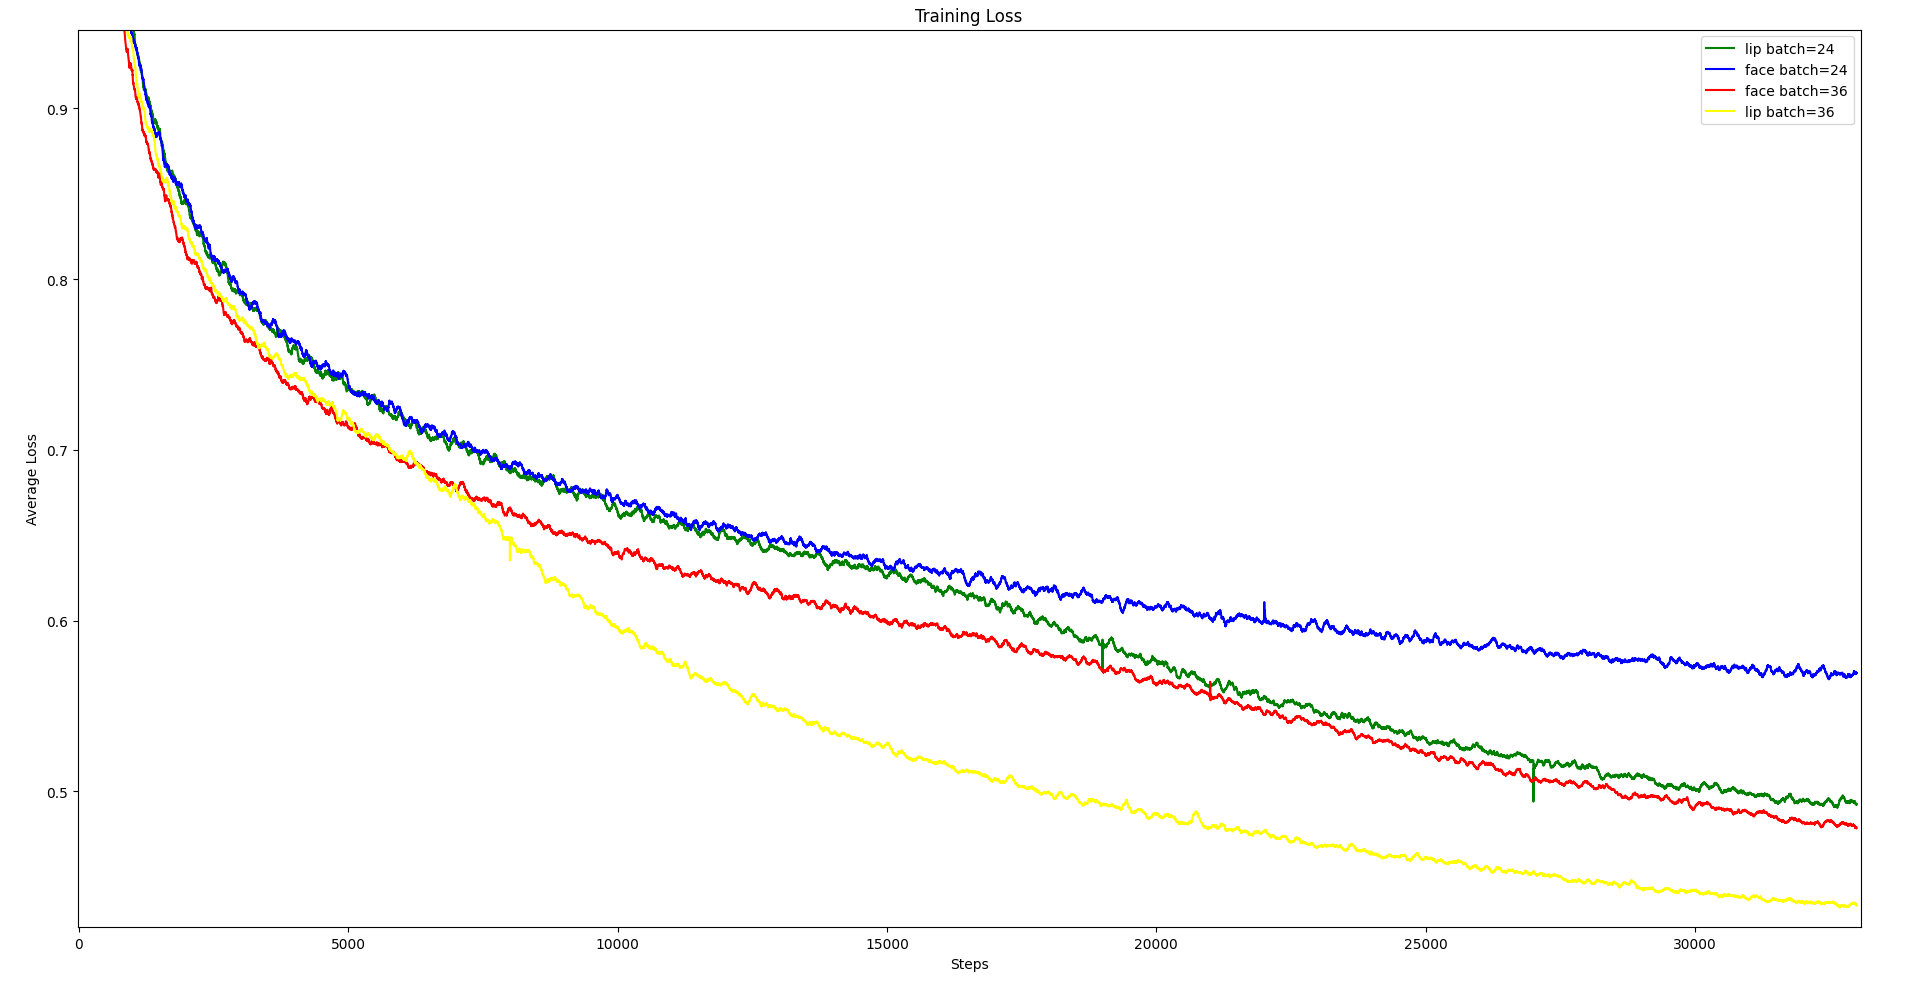 Training Loss
lip batch=24
face batch=24
face batch=36
lip batch=36
0.9
0.8
0.7
0.6
0.5
Average Loss
0
5000
10000
15000
20000
25000
30000
Steps